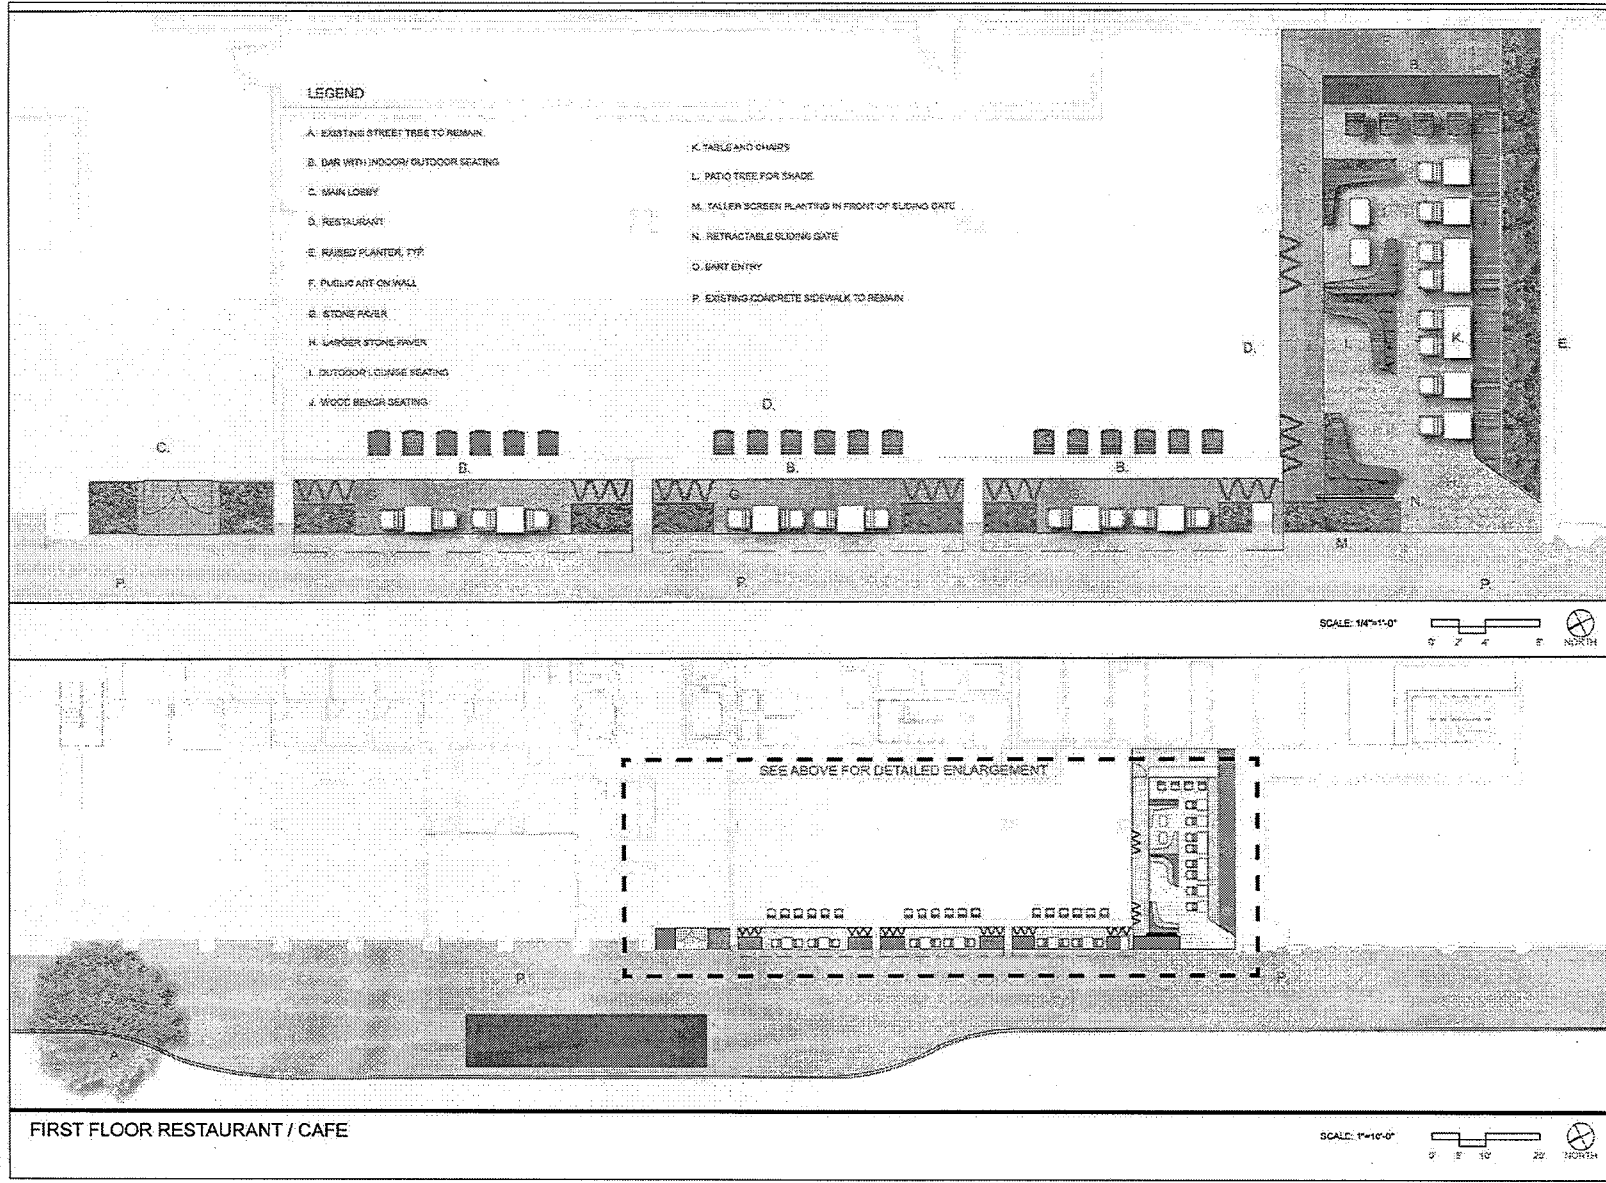 LEGEND
A. EXISTING STREET TREE TO REMAIN
B. BAR WITH INDOOR/ OUTDOOR SEATING
C. MAIN LOBBY
D. RESTAURANT
E. RAISED PLANTER, TYP.
F. PUBLIC ART ON WALL
G. STONE PAVER
H. LARGER STONE PAVER
I. OUTDOOR LOUNGE SEATING
J. WOOD BENCH SEATING
K. TABLE AND CHAIRS
L. PATIO TREE FOR SHADE
M. TALLER SCREEN PLANTING IN FRONT OF SLIDING GATE
N. RETRACTABLE SLIDING GATE
O. BART ENTRY
P. EXISTING CONCRETE SIDEWALK TO REMAIN
B.
G.
D.
I.
K.
E.
D.
C.
B.
B.
B.
G.
N.
M.
P.
P.
P.
SCALE: 1/4"=1'-0"
0' 2' 4' 8'
NORTH
SEE ABOVE FOR DETAILED ENLARGEMENT
P.
P.
A.
FIRST FLOOR RESTAURANT / CAFE
SCALE: 1"=10'-0"
0' 5' 10' 20'
NORTH